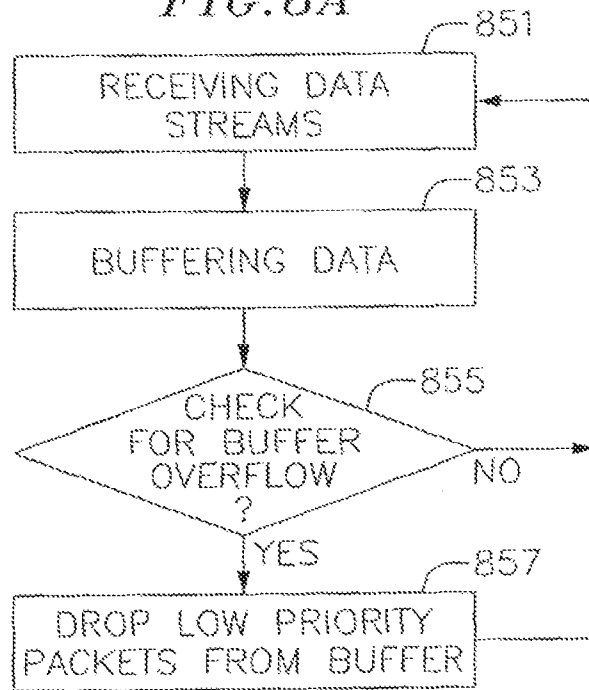 FIG. 8A
851
RECEIVING DATA
STREAMS
853
BUFFERING DATA
855
CHECK
FOR BUFFER
OVERFLOW
?
NO
YES
857
DROP LOW PRIORITY
PACKETS FROM BUFFER